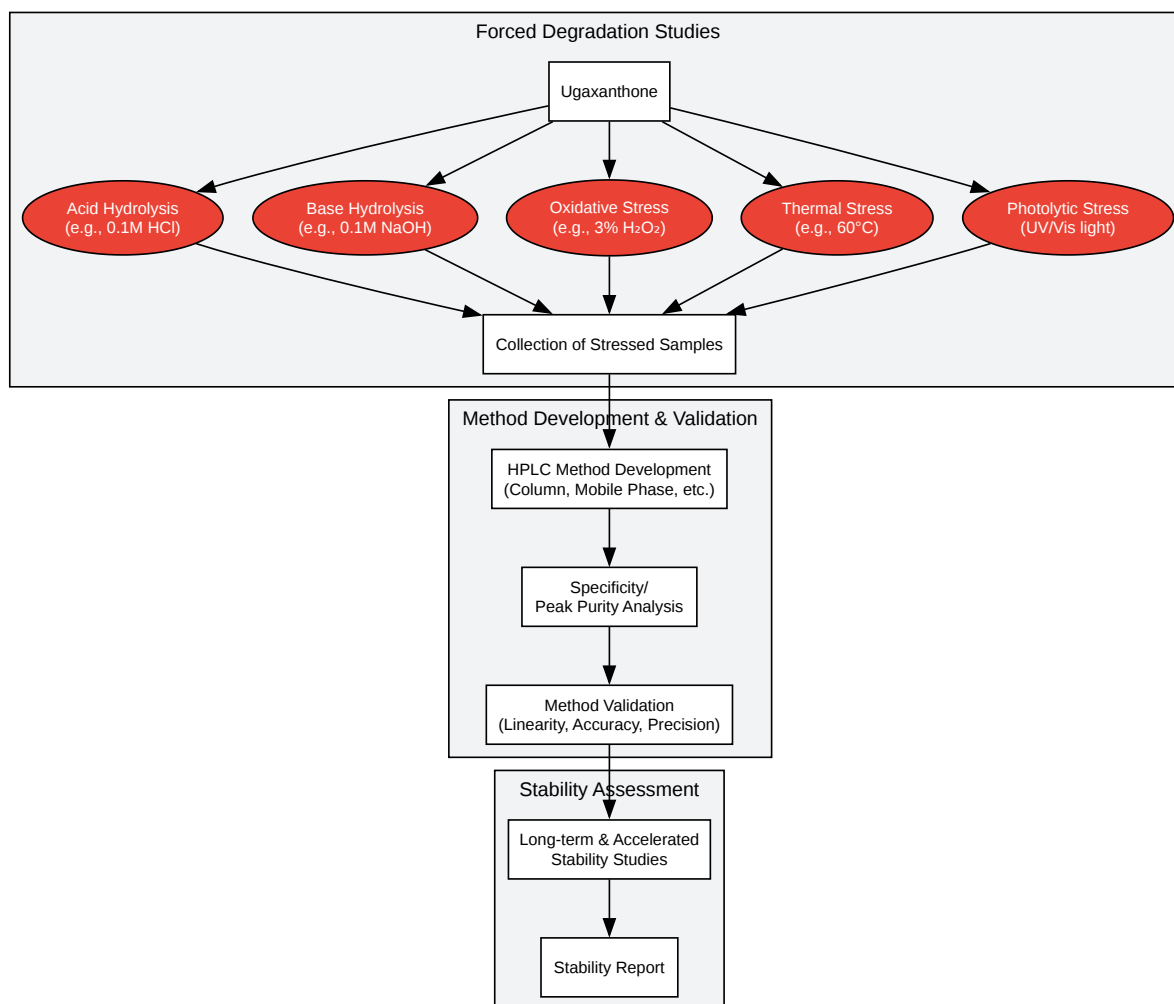 Forced Degradation Studies
Ugaxanthone
Acid Hydrolysis
(e.g., 0.1M HCl)
Base Hydrolysis
(e.g., 0.1M NaOH)
Oxidative Stress
(e.g., 3% H₂O₂)
Thermal Stress
(e.g., 60°C)
Photolytic Stress
(UV/Vis light)
Collection of Stressed Samples
Method Development & Validation
HPLC Method Development
(Column, Mobile Phase, etc.)
Specificity/
Peak Purity Analysis
Method Validation
(Linearity, Accuracy, Precision)
Stability Assessment
Long-term & Accelerated
Stability Studies
Stability Report